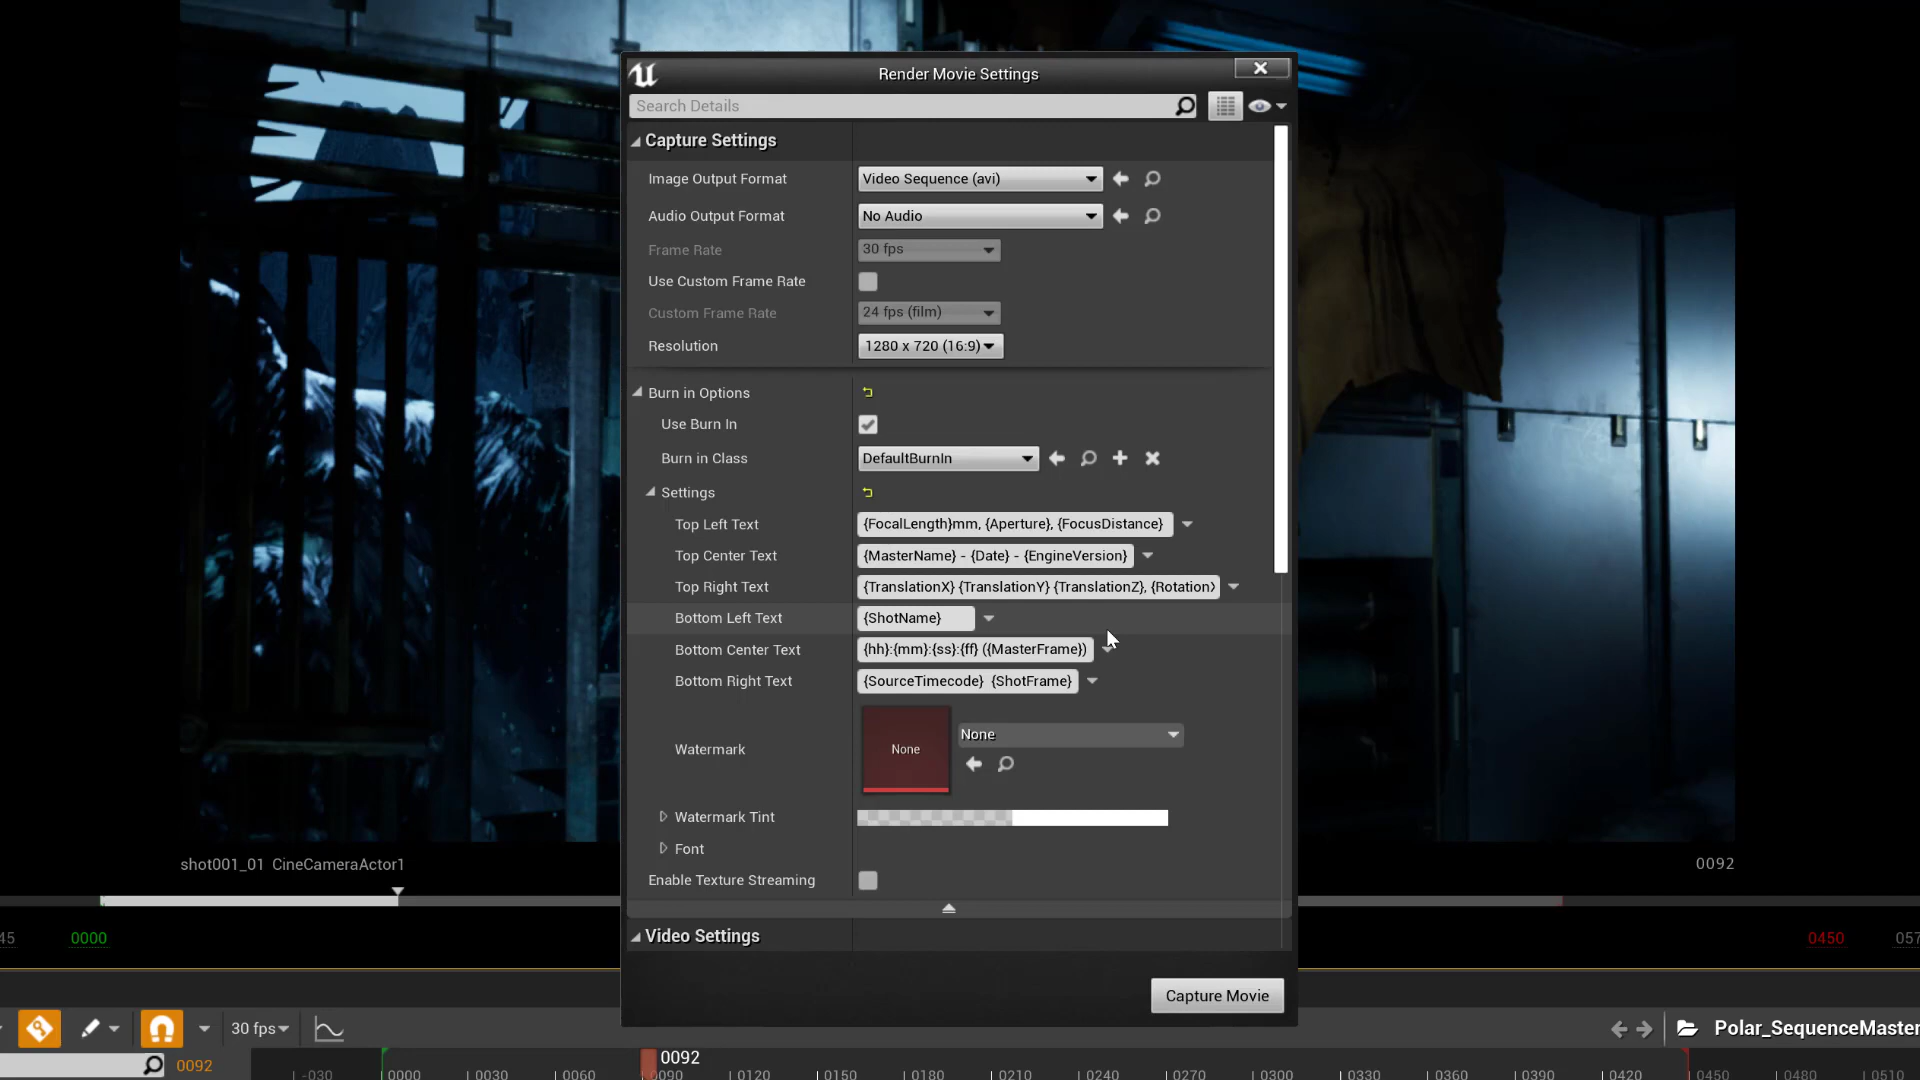 Render Movie Settings
Search Details
Capture Settings
Image Output Format
Video Sequence (avi)
Audio Output Format
No Audio
Frame Rate
30 fps
Use Custom Frame Rate
Custom Frame Rate
24 fps (film)
Resolution
1280 x 720 (16:9)
Burn in Options
Use Burn In
Burn in Class
DefaultBurnIn
Settings
Top Left Text
{FocalLength}mm, {Aperture}, {FocusDistance}
Top Center Text
{MasterName} - {Date} - {EngineVersion}
Top Right Text
{TranslationX} {TranslationY} {TranslationZ}, {RotationX
Bottom Left Text
{ShotName}
Bottom Center Text
{hh}:{mm}:{ss}:{ff} ({MasterFrame})
Bottom Right Text
{SourceTimecode} {ShotFrame}
Watermark
None
None
Watermark Tint
Font
Enable Texture Streaming
Video Settings
Capture Movie
shot001_01 CineCameraActor1
0092
45
0000
0450
057
30 fps
Polar_SequenceMaster
0092
0092
-030 0000 0030 0060 0090 0120 0150 0180 0210 0240 0270 0300 0330 0360 0390 0420 0450 0480 0510